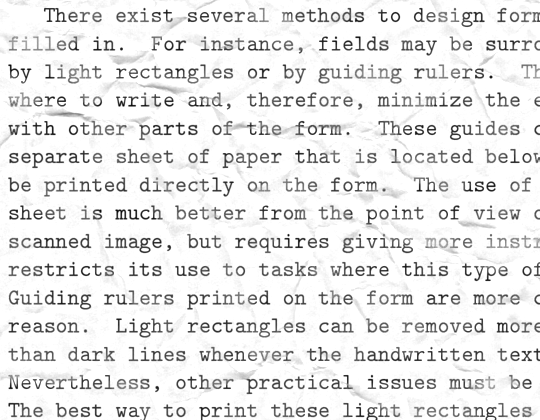 There exist several methods to design form
filled in. For instance, fields may be surro
by light rectangles or by guiding rulers. Th
where to write and, therefore, minimize the e
with other parts of the form. These guides c
separate sheet of paper that is located below
be printed directly on the form. The use of
sheet is much better from the point of view o
scanned image, but requires giving more instr
restricts its use to tasks where this type of
Guiding rulers printed on the form are more c
reason. Light rectangles can be removed more
than dark lines whenever the handwritten text
Nevertheless, other practical issues must be
The best way to print these light rectangles